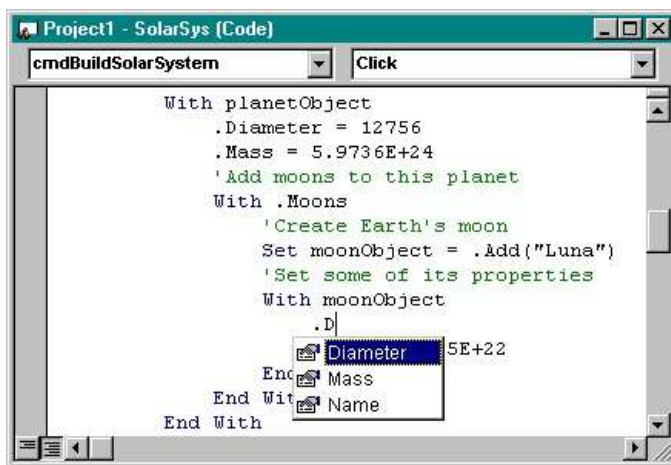 Project1 - SolarSys (Code)
cmdBuildSolarSystem Click
With planetObject
.Diameter = 12756
.Mass = 5.9736E+24
'Add moons to this planet
With .Moons
'Create Earth's moon
Set moonObject = .Add("Luna")
'Set some of its properties
With moonObject
.D
Diameter 5E+22
Mass
Name
End With